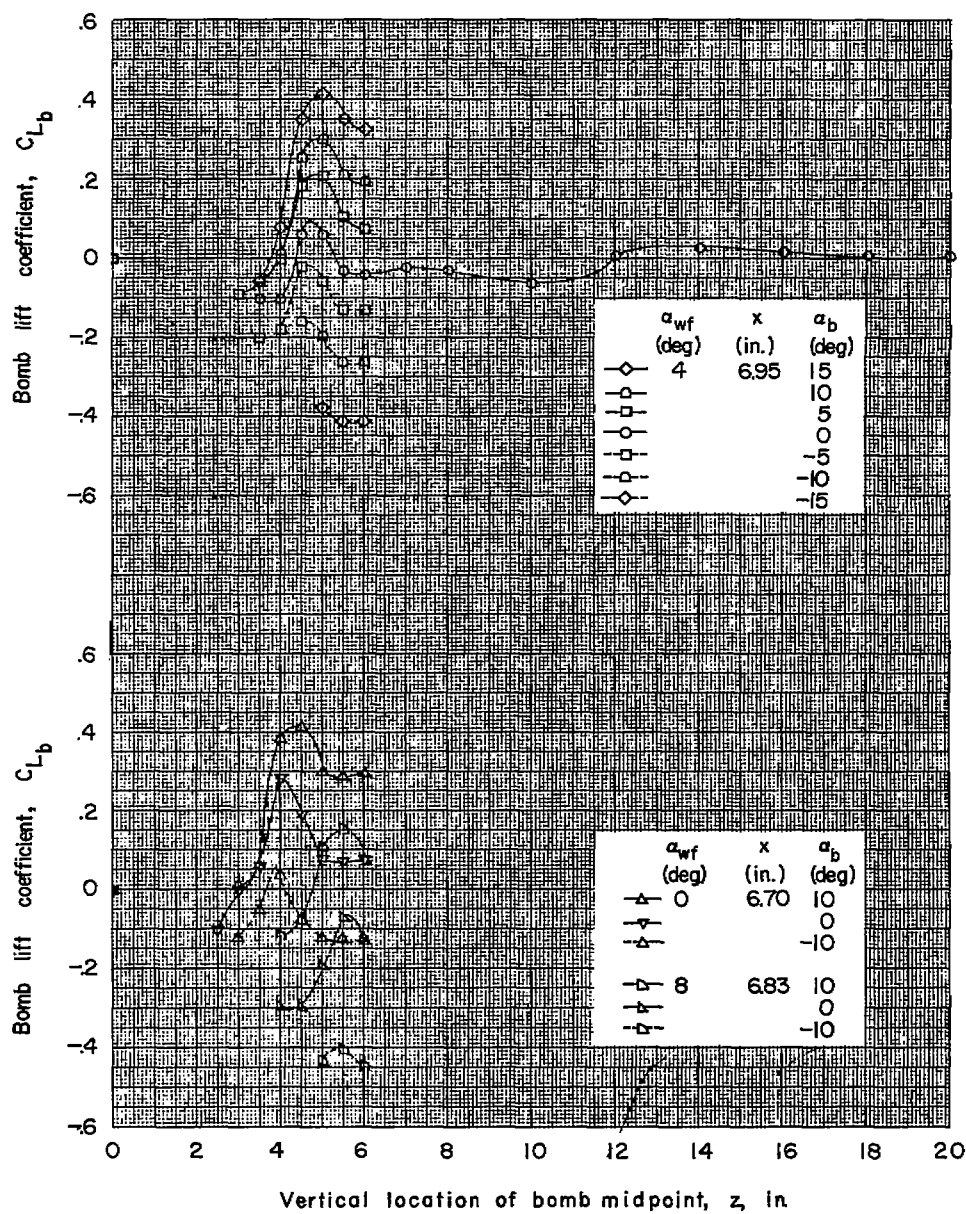 .6
.4
.2
0
-.2
-.4
-.6
Bomb lift coefficient, C_L_b
α_wf x α_b
(deg) (in.) (deg)
4 6.95 15
10
5
0
-5
-10
-15
.6
.4
.2
0
-.2
-.4
-.6
Bomb lift coefficient, C_L_b
α_wf x α_b
(deg) (in.) (deg)
0 6.70 10
0
-10
8 6.83 10
0
-10
0 2 4 6 8 10 12 14 16 18 20
Vertical location of bomb midpoint, z, in.